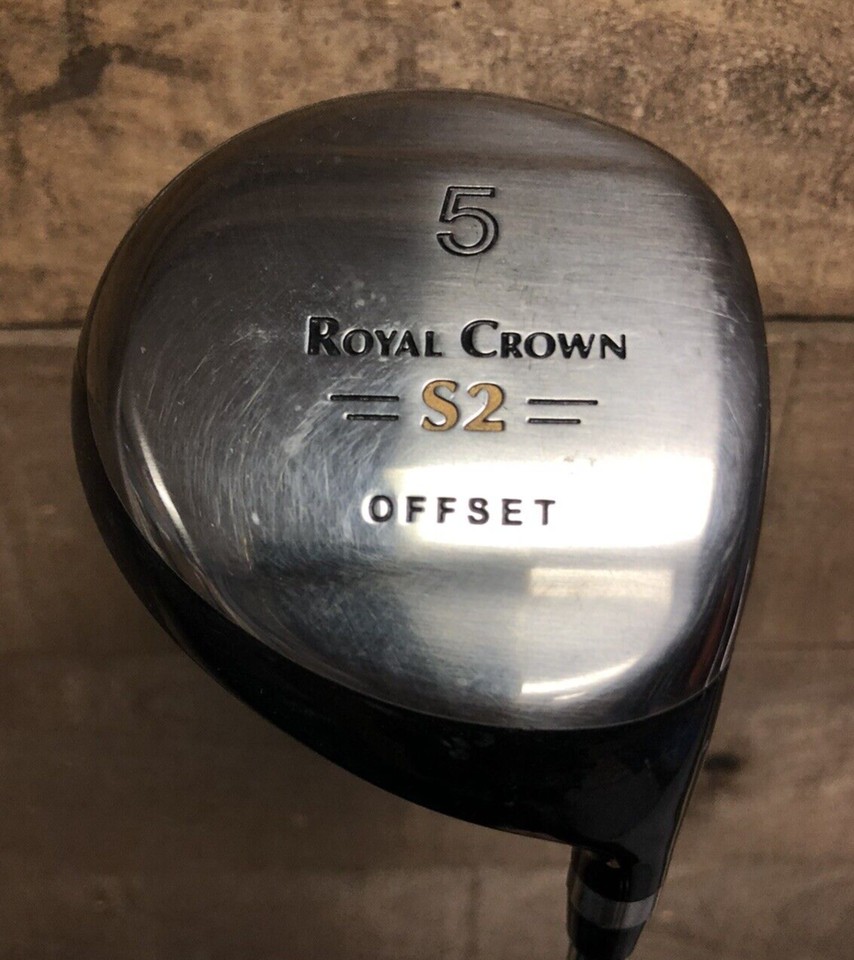 5
ROYAL CROWN
S2
OFFSET